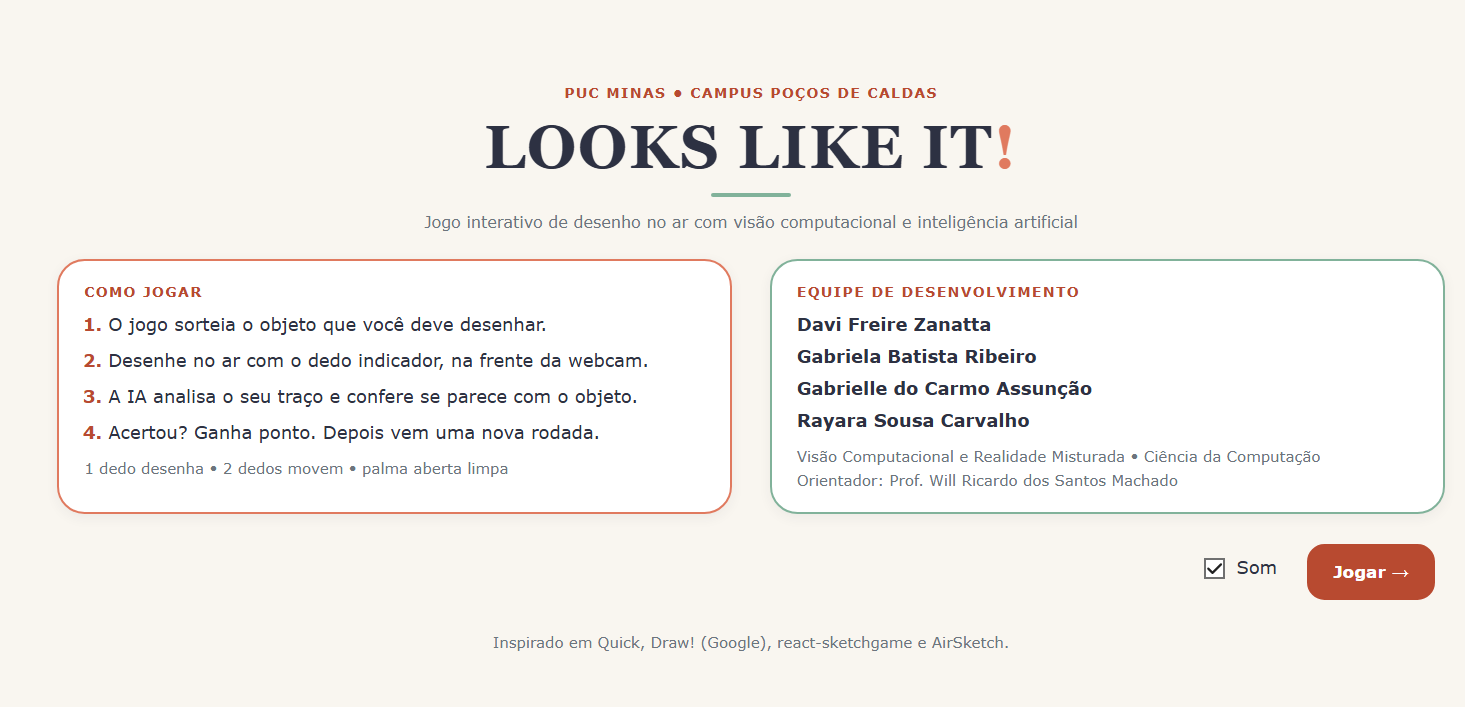 PUC MINAS • CAMPUS POÇOS DE CALDAS
LOOKS LIKE IT!
Jogo interativo de desenho no ar com visão computacional e inteligência artificial
COMO JOGAR
1. O jogo sorteia o objeto que você deve desenhar.
2. Desenhe no ar com o dedo indicador, na frente da webcam.
3. A IA analisa o seu traço e confere se parece com o objeto.
4. Acertou? Ganha ponto. Depois vem uma nova rodada.
1 dedo desenha • 2 dedos movem • palma aberta limpa
EQUIPE DE DESENVOLVIMENTO
Davi Freire Zanatta
Gabriela Batista Ribeiro
Gabrielle do Carmo Assunção
Rayara Sousa Carvalho
Visão Computacional e Realidade Misturada • Ciência da Computação
Orientador: Prof. Will Ricardo dos Santos Machado
Som
Jogar →
Inspirado em Quick, Draw! (Google), react-sketchgame e AirSketch.